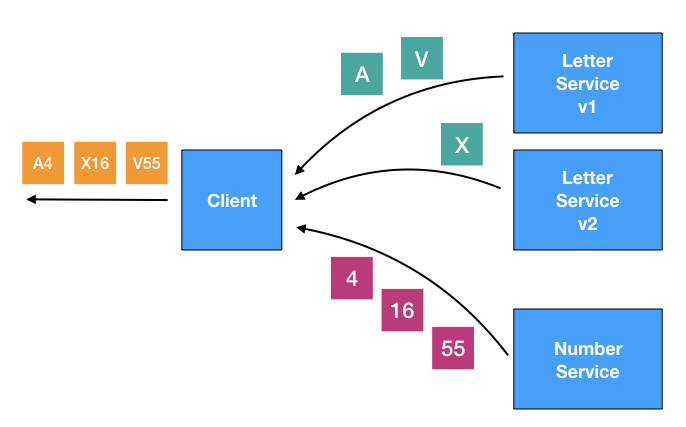 A
V
Letter
Service
v1
X
Letter
Service
v2
A4
X16
V55
Client
4
16
55
Number
Service